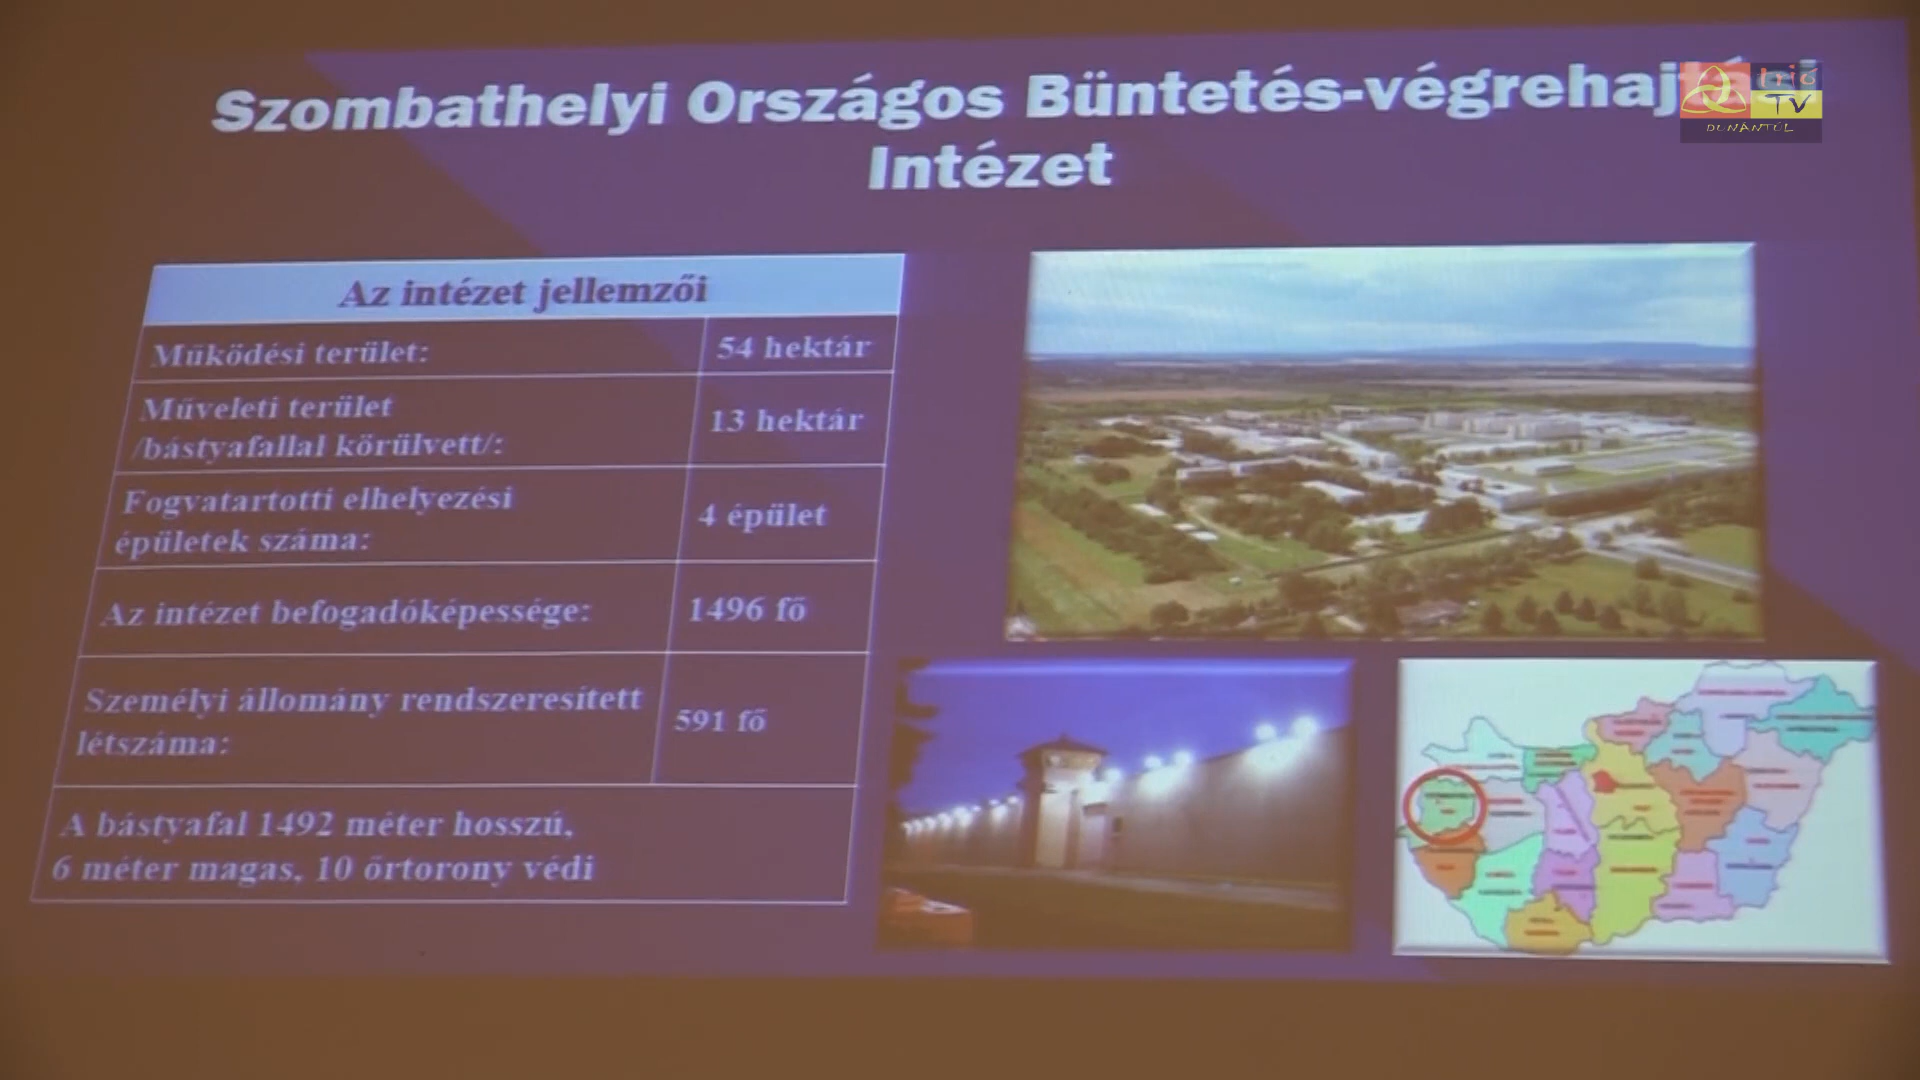 Szombathelyi Országos Büntetés-végrehajtási
Intézet
trió
TV
DUNÁNTÚL
Az intézet jellemzői
Működési terület:
54 hektár
Műveleti terület
/bástyafallal körülvett/:
13 hektár
Fogvatartotti elhelyezési
épületek száma:
4 épület
Az intézet befogadóképessége:
1496 fő
Személyi állomány rendszeresített
létszáma:
591 fő
A bástyafal 1492 méter hosszú,
6 méter magas, 10 őrtorony védi